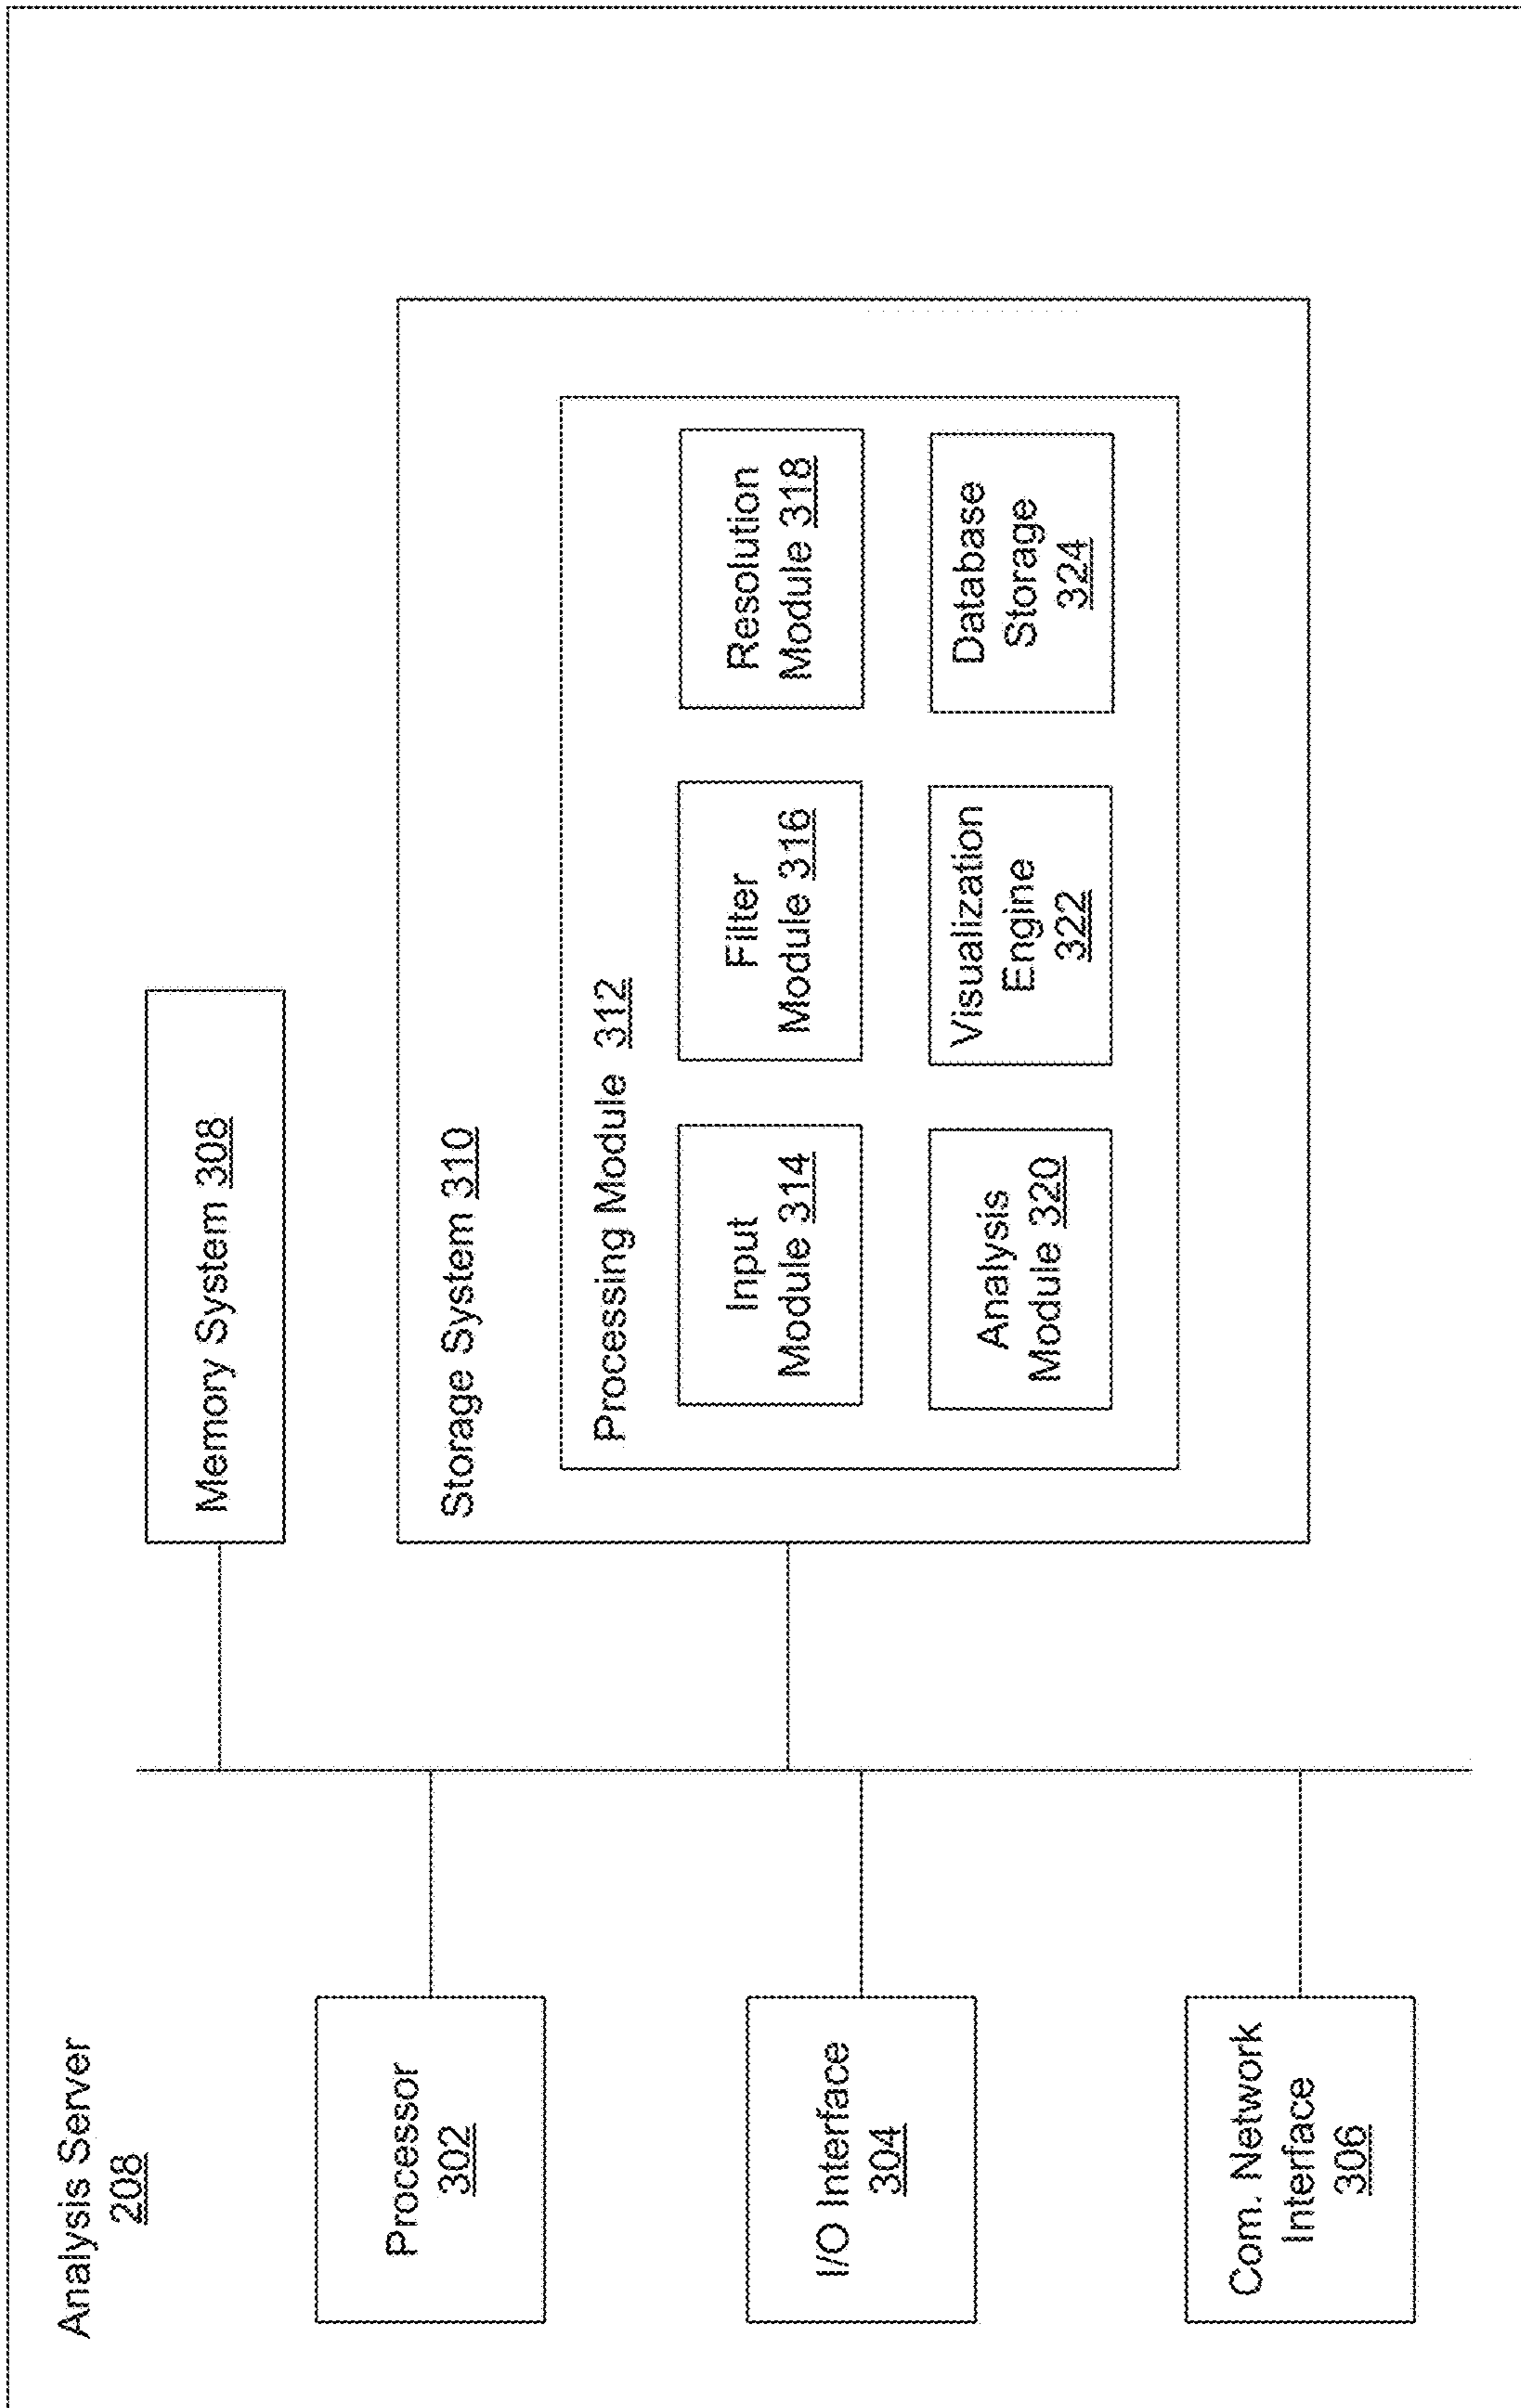 Analysis Server
208
Processor
302
I/O Interface
304
Com. Network
Interface
306
Memory System 308
Storage System 310
Processing Module 312
Input
Module 314
Filter
Module 316
Resolution
Module 318
Analysis
Module 320
Visualization
Engine
322
Database
Storage
324